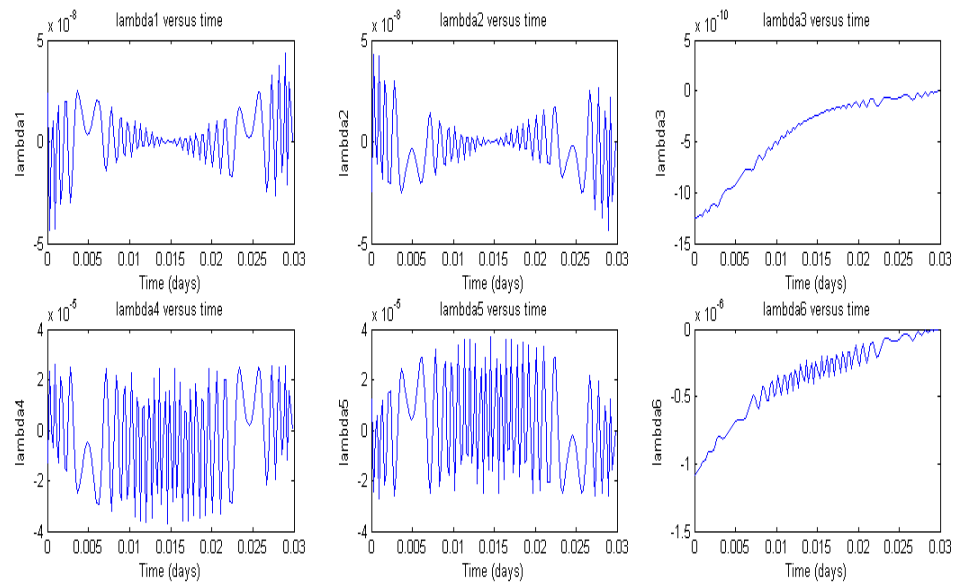 lambda1 versus time
x 10^-8
5
0
-5
lambda1
0 0.005 0.01 0.015 0.02 0.025 0.03
Time (days)
lambda2 versus time
x 10^-8
5
0
-5
lambda2
0 0.005 0.01 0.015 0.02 0.025 0.03
Time (days)
lambda3 versus time
x 10^-10
5
0
-5
-10
-15
lambda3
0 0.005 0.01 0.015 0.02 0.025 0.03
Time (days)
lambda4 versus time
x 10^-5
4
2
0
-2
-4
lambda4
0 0.005 0.01 0.015 0.02 0.025 0.03
Time (days)
lambda5 versus time
x 10^-5
4
2
0
-2
-4
lambda5
0 0.005 0.01 0.015 0.02 0.025 0.03
Time (days)
lambda6 versus time
x 10^-6
0
-0.5
-1
-1.5
lambda6
0 0.005 0.01 0.015 0.02 0.025 0.03
Time (days)